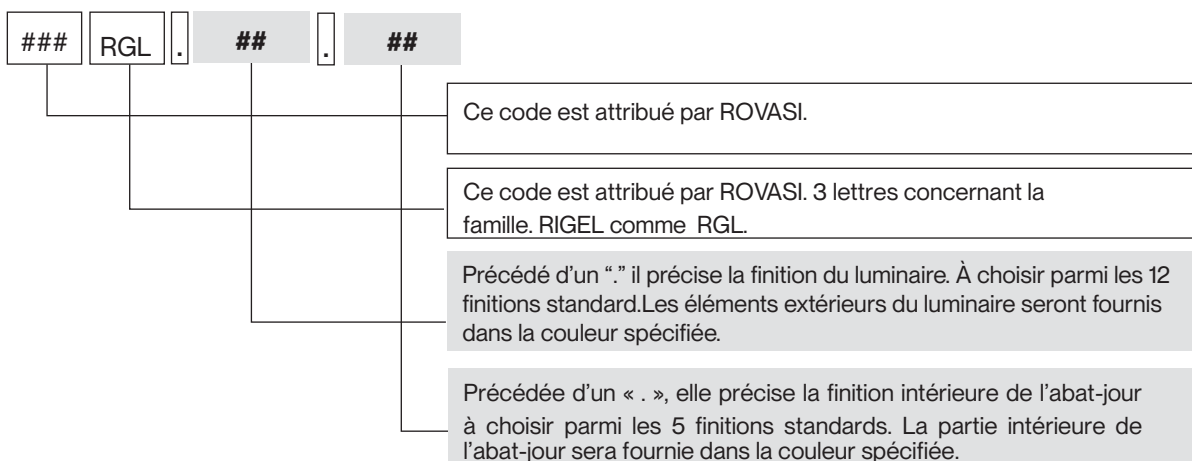 ### RGL . ## . ##
Ce code est attribué par ROVASI.
Ce code est attribué par ROVASI. 3 lettres concernant la
famille. RIGEL comme RGL.
Précédé d'un “.” il précise la finition du luminaire. À choisir parmi les 12
finitions standard.Les éléments extérieurs du luminaire seront fournis
dans la couleur spécifiée.
Précédée d'un « . », elle précise la finition intérieure de l'abat-jour
à choisir parmi les 5 finitions standards. La partie intérieure de
l'abat-jour sera fournie dans la couleur spécifiée.